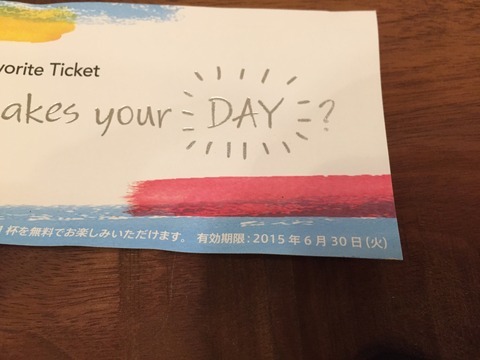 vorite Ticket
akes your DAY ?
杯を無料でお楽しみいただけます。 有効期限：2015年6月30日（火）